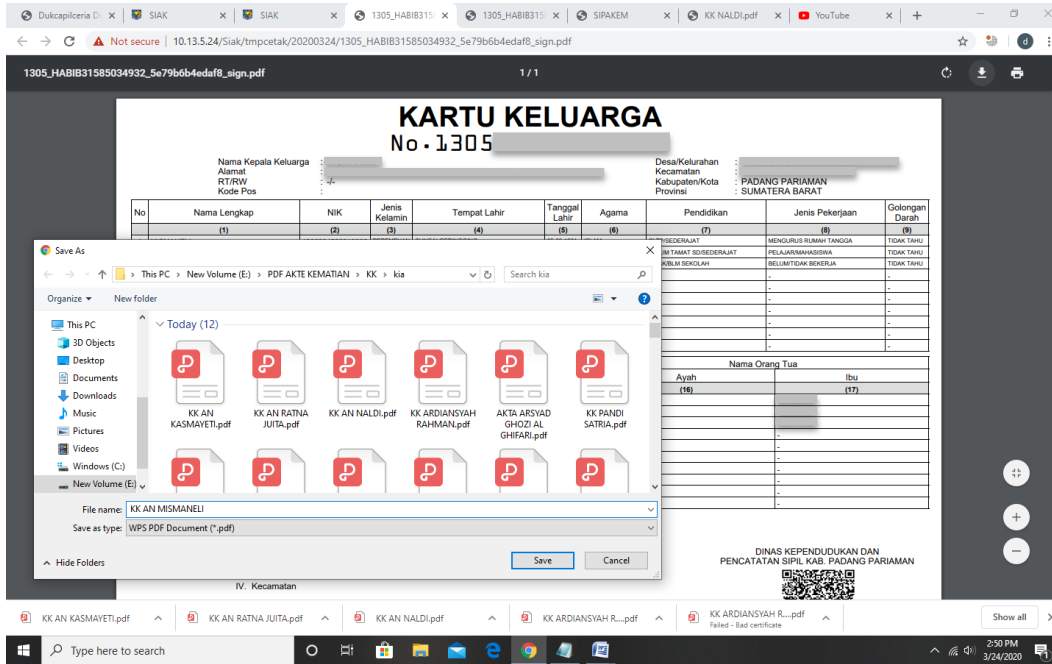 Dukcapilceria Di
SIAK
SIAK
1305_HABIB3158
1305_HABIB3158
SIPAKEM
KK NALDI.pdf
YouTube
Not secure
10.13.5.24/Siak/tmpcetak/20200324/1305_HABIB31585034932_5e79b6b4edaf8_sign.pdf
d
1305_HABIB31585034932_5e79b6b4edaf8_sign.pdf
1 / 1
KARTU KELUARGA
No.1305
Nama Kepala Keluarga :
Alamat
RT/RW : -/-
Kode Pos :
Desa/Kelurahan :
Kecamatan :
Kabupaten/Kota : PADANG PARIAMAN
Provinsi : SUMATERA BARAT
No Nama Lengkap NIK Jenis Kelamin Tempat Lahir Tanggal Lahir Agama Pendidikan Jenis Pekerjaan Golongan Darah
(1) (2) (3) (4) (5) (6) (7) (8) (9)
/SEDERAJAT MENGURUS RUMAH TANGGA TIDAK TAHU
M TAMAT SD/SEDERAJAT PELAJAR/MAHASISWA TIDAK TAHU
K/BLM SEKOLAH BELUM/TIDAK BEKERJA TIDAK TAHU
Nama Orang Tua
Ayah Ibu
(16) (17)
DINAS KEPENDUDUKAN DAN
PENCATATAN SIPIL KAB. PADANG PARIAMAN
IV. Kecamatan
Save As
This PC > New Volume (E:) > PDF AKTE KEMATIAN > KK > kia
Search kia
Organize
New folder
This PC
3D Objects
Desktop
Documents
Downloads
Music
Pictures
Videos
Windows (C:)
New Volume (E:)
Today (12)
KK AN KASMAYETI.pdf
KK AN RATNA JUITA.pdf
KK AN NALDI.pdf
KK ARDIANSYAH RAHMAN.pdf
AKTA ARSYAD GHOZI AL GHIFARI.pdf
KK PANDI SATRIA.pdf
File name: KK AN MISMANELI
Save as type: WPS PDF Document (*.pdf)
Hide Folders
Save
Cancel
KK AN KASMAYETI.pdf
KK AN RATNA JUITA.pdf
KK AN NALDI.pdf
KK ARDIANSYAH R....pdf
KK ARDIANSYAH R....pdf
Failed - Bad certificate
Show all
Type here to search
2:50 PM
3/24/2020